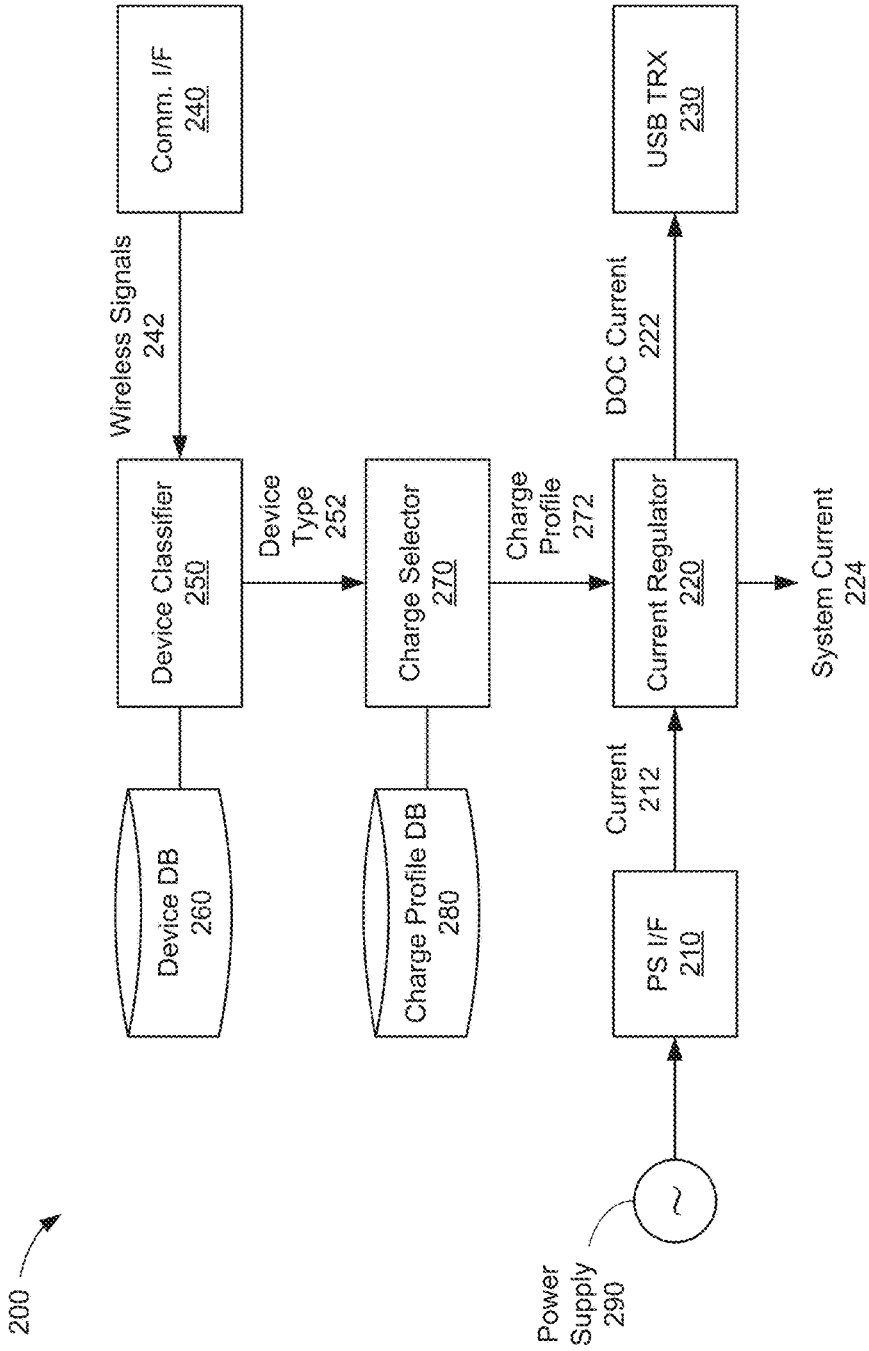 200
Device DB
260
Device Classifier
250
Wireless Signals
242
Comm. I/F
240
Device
Type
252
Charge Profile DB
280
Charge Selector
270
Charge
Profile
272
Power
Supply
290
~
PS I/F
210
Current
212
Current Regulator
220
DOC Current
222
USB TRX
230
System Current
224